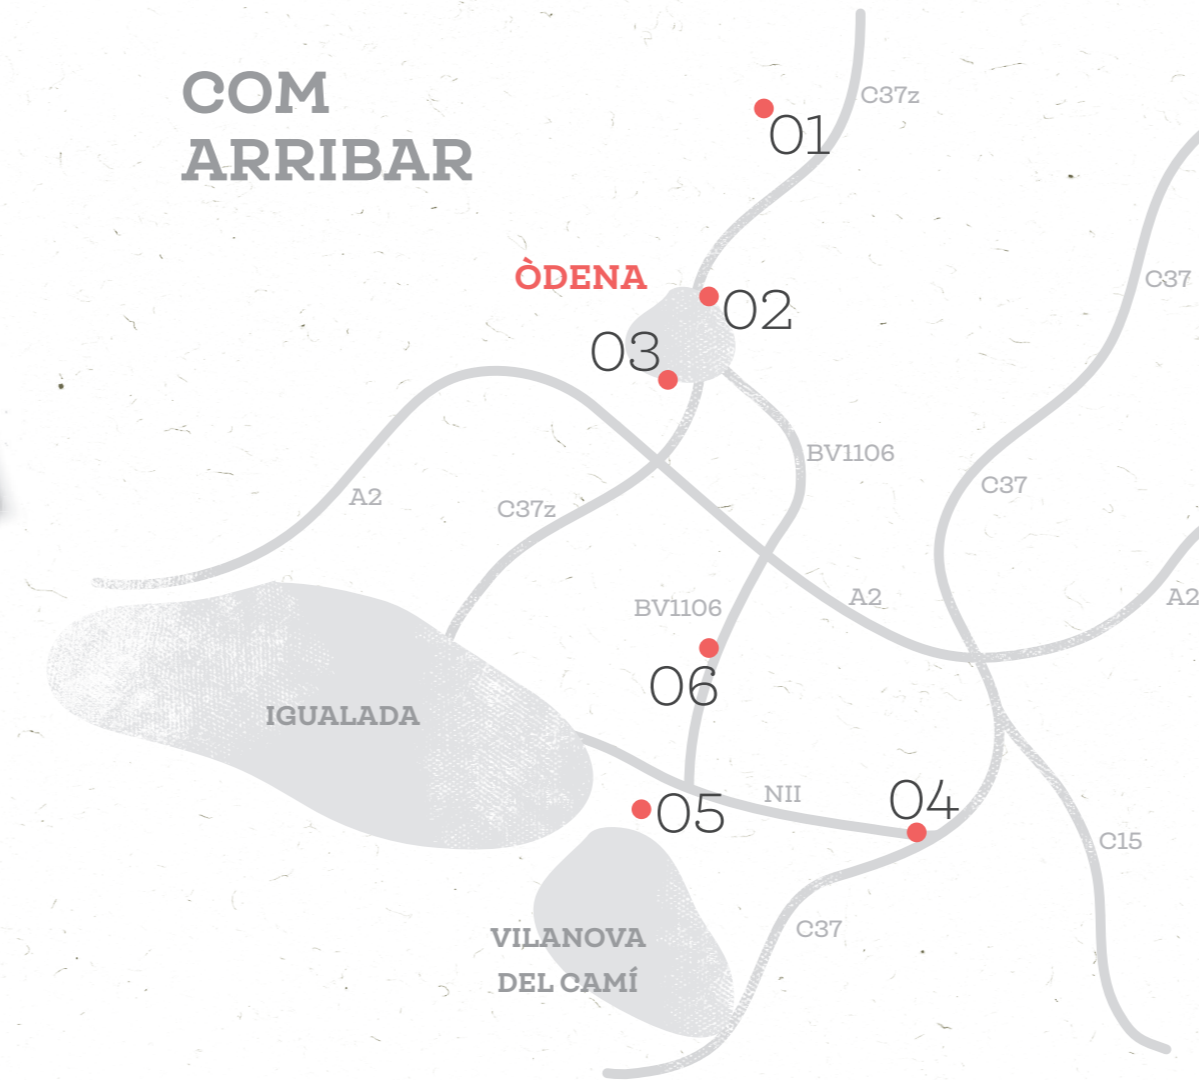 COM
ARRIBAR
C37z
01
ÒDENA
C37
02
03
BV1106
C37
A2
C37z
A2
A2
BV1106
06
IGUALADA
NII
04
05
C15
C37
VILANOVA
DEL CAMÍ